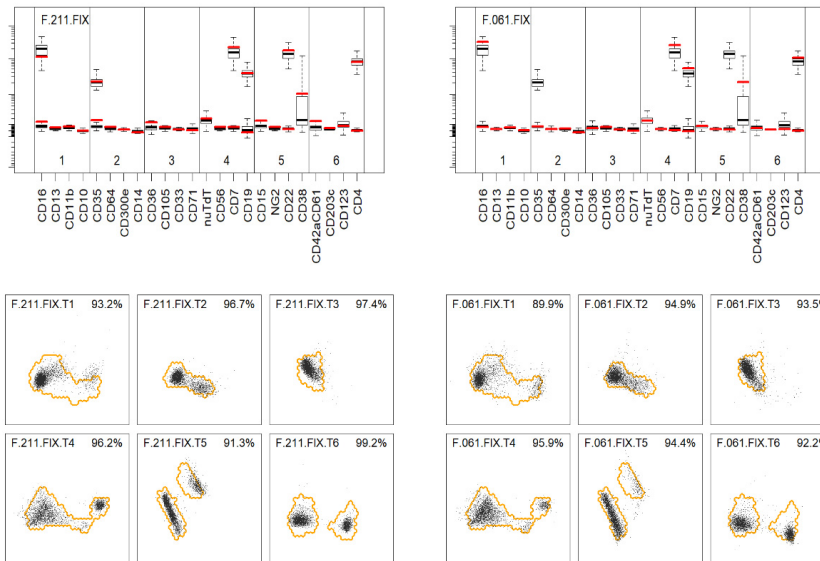 F.211.FIX
F.061.FIX
1 2 3 4 5 6
1 2 3 4 5 6
CD16 CD13 CD11b CD10 CD35 CD64 CD300e CD14 CD36 CD105 CD33 CD71 nuTdT CD56 CD7 CD19 CD15 NG2 CD22 CD38 CD42aCD61 CD203c CD123 CD4
CD16 CD13 CD11b CD10 CD35 CD64 CD300e CD14 CD36 CD105 CD33 CD71 nuTdT CD56 CD7 CD19 CD15 NG2 CD22 CD38 CD42aCD61 CD203c CD123 CD4
F.211.FIX.T1 93.2%
F.211.FIX.T2 96.7%
F.211.FIX.T3 97.4%
F.061.FIX.T1 89.9%
F.061.FIX.T2 94.9%
F.061.FIX.T3 93.5%
F.211.FIX.T4 96.2%
F.211.FIX.T5 91.3%
F.211.FIX.T6 99.2%
F.061.FIX.T4 95.9%
F.061.FIX.T5 94.4%
F.061.FIX.T6 92.2%